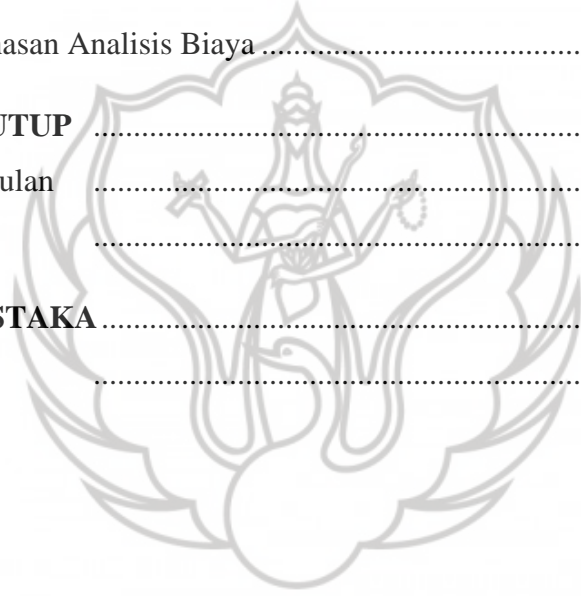 asan Analisis Biaya ................................................
UTUP ................................................
ulan ................................................
................................................
STAKA ................................................
................................................